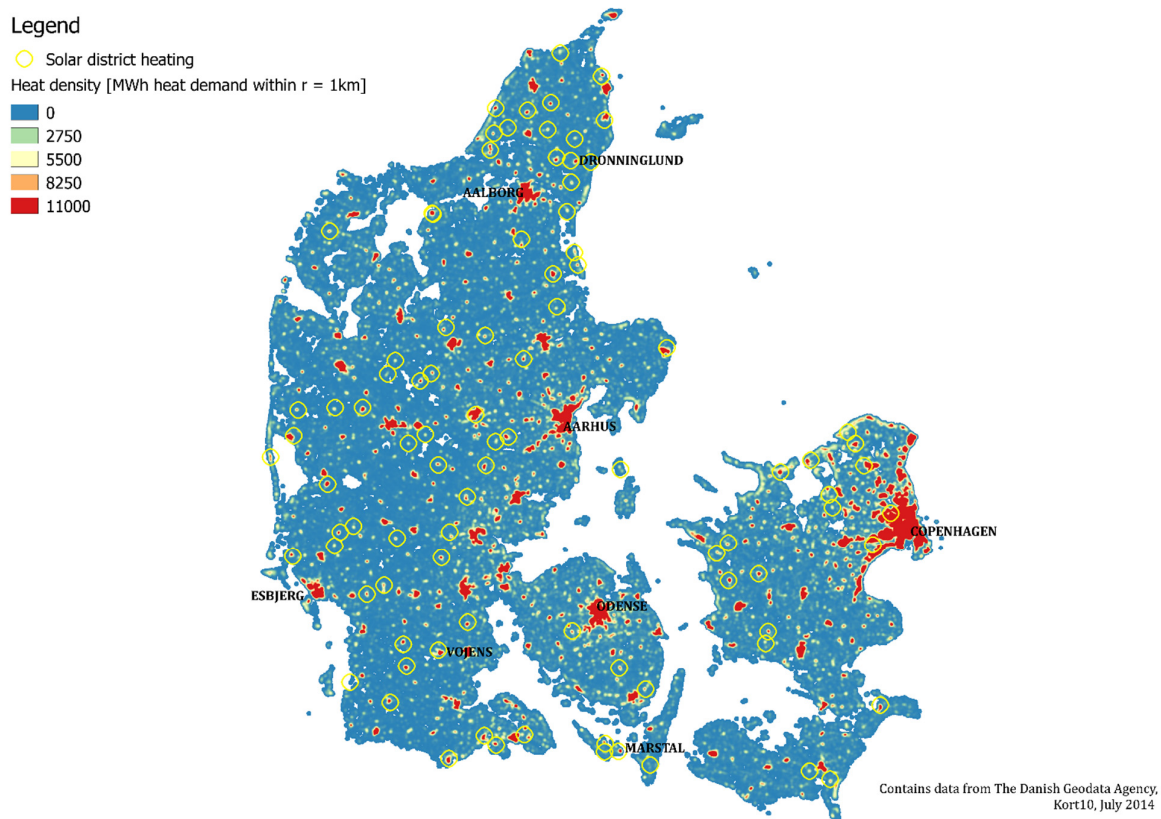 Legend
Solar district heating
Heat density [MWh heat demand within r = 1km]
0
2750
5500
8250
11000
DRONNINGLUND
AALBORG
AARHUS
COPENHAGEN
ESBJERG
ODENSE
VOJENS
MARSTAL
Contains data from The Danish Geodata Agency,
Kort10, July 2014